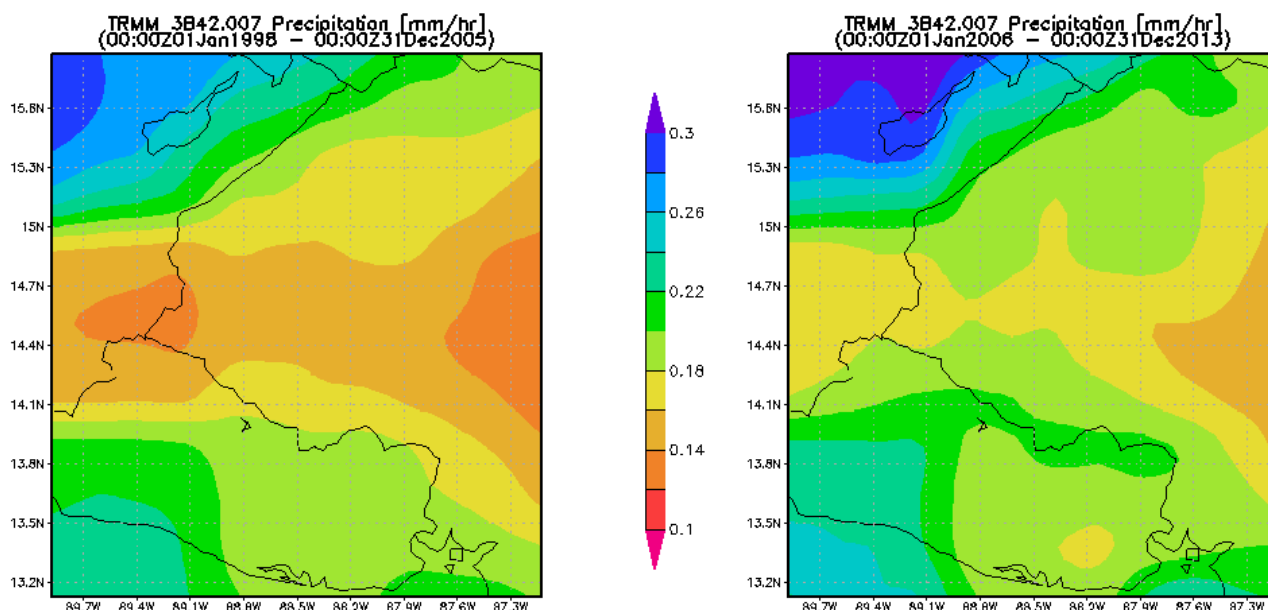 TRMM_3B42.007 Precipitation [mm/hr]
(00:00Z01Jan1998 - 00:00Z31Dec2005)
15.8N
15.3N
15N
14.7N
14.4N
14.1N
13.8N
13.5N
13.2N
89.7W 89.4W 89.1W 88.8W 88.5W 88.2W 87.9W 87.6W 87.3W
0.3
0.26
0.22
0.18
0.14
0.1
TRMM_3B42.007 Precipitation [mm/hr]
(00:00Z01Jan2006 - 00:00Z31Dec2013)
15.8N
15.3N
15N
14.7N
14.4N
14.1N
13.8N
13.5N
13.2N
89.7W 89.4W 89.1W 88.8W 88.5W 88.2W 87.9W 87.6W 87.3W